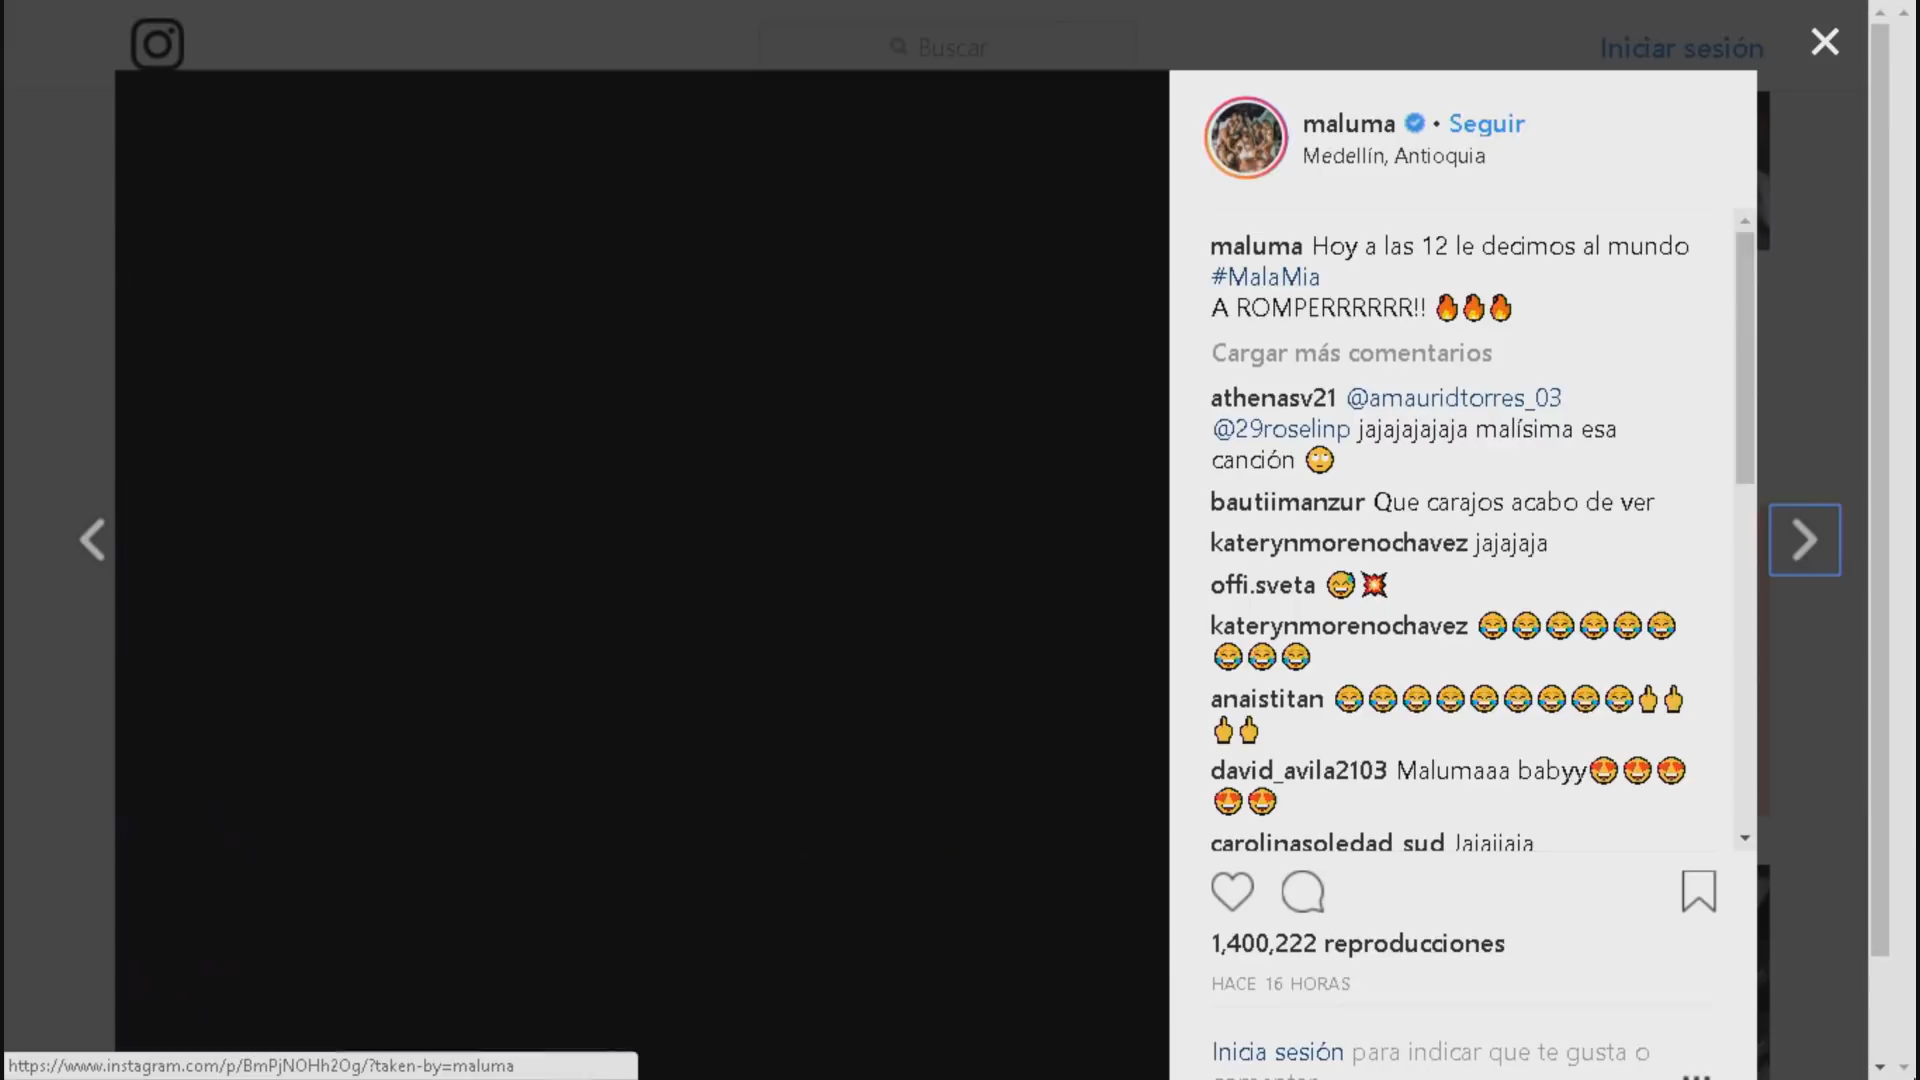 Buscar
Iniciar sesión
maluma • Seguir
Medellín, Antioquia
maluma Hoy a las 12 le decimos al mundo
#MalaMia
A ROMPERRRRRR!! 🔥🔥🔥
Cargar más comentarios
athenasv21 @amauridtorres_03
@29roselinp jajajajajaja malísima esa
canción 🙄
bautiimanzur Que carajos acabo de ver
katerynmorenochavez jajajaja
offi.sveta 😅💥
katerynmorenochavez 😂😂😂😂😂😂
😂😂😂
anaistitan 😂😂😂😂😂😂😂😂😂🖕🖕
🖕🖕
david_avila2103 Malumaaa babyy😍😍😍
😍😍
carolinasoledad_sud Jajajjaja
1,400,222 reproducciones
HACE 16 HORAS
Inicia sesión para indicar que te gusta o
https://www.instagram.com/p/BmPjNOHh2Og/?taken-by=maluma